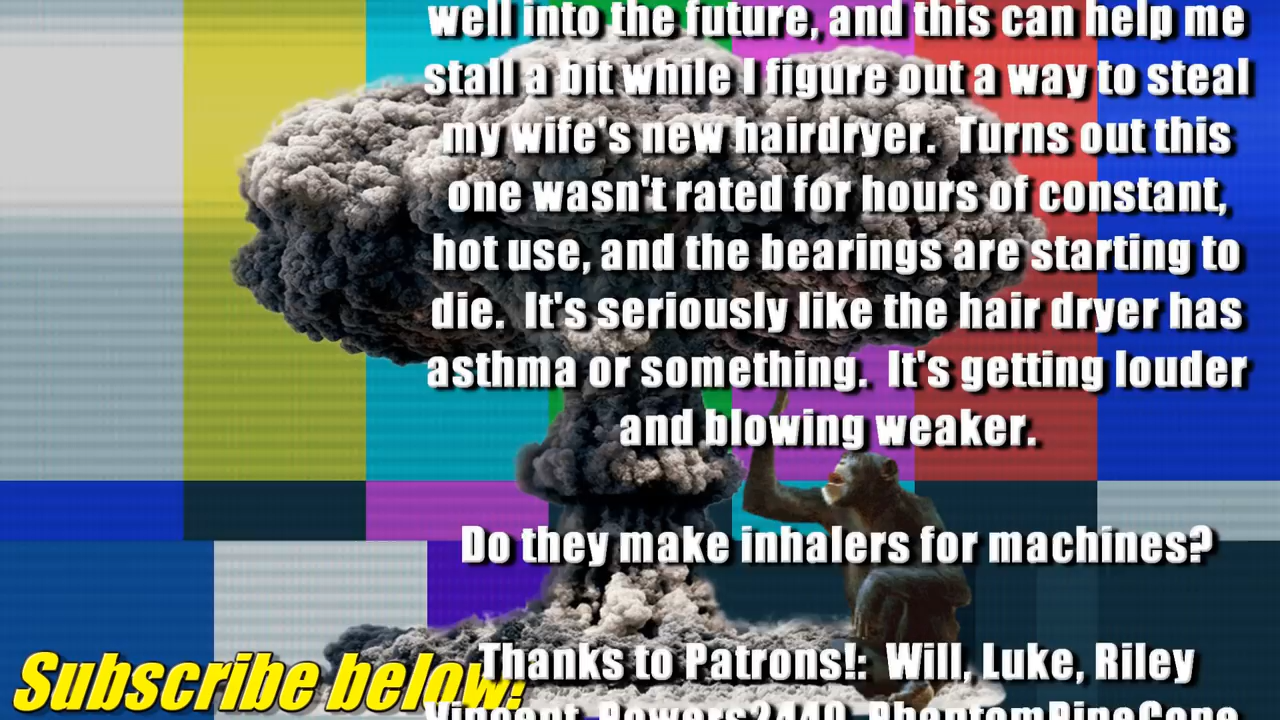 well into the future, and this can help me
stall a bit while I figure out a way to steal
my wife's new hairdryer.  Turns out this
one wasn't rated for hours of constant,
hot use, and the bearings are starting to
die.  It's seriously like the hair dryer has
asthma or something.  It's getting louder
and blowing weaker.
Do they make inhalers for machines?
Thanks to Patrons!:  Will, Luke, Riley
Vincent, Powers2440, PhantomPineCone,
Subscribe below!